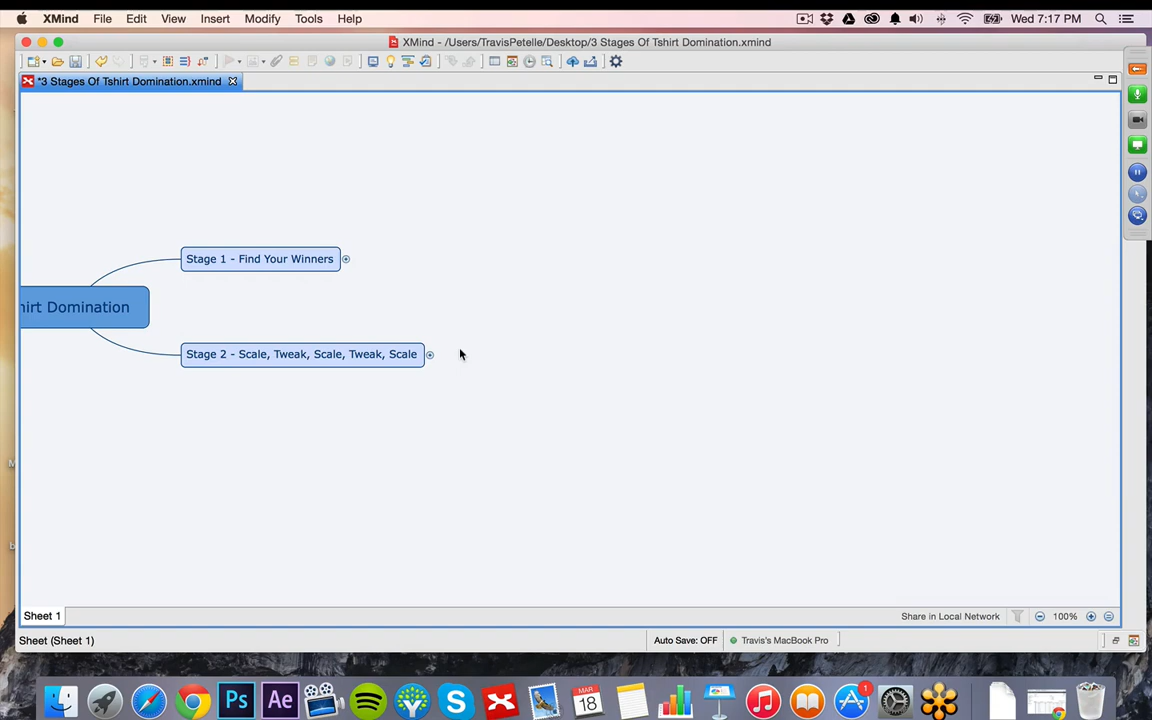 XMind File Edit View Insert Modify Tools Help Wed 7:17 PM
XMind - /Users/TravisPetelle/Desktop/3 Stages Of Tshirt Domination.xmind
*3 Stages Of Tshirt Domination.xmind
Stage 1 - Find Your Winners
hirt Domination
Stage 2 - Scale, Tweak, Scale, Tweak, Scale
Sheet 1 Share in Local Network 100%
Sheet (Sheet 1) Auto Save: OFF Travis's MacBook Pro
Ps Ae MAR 18 1